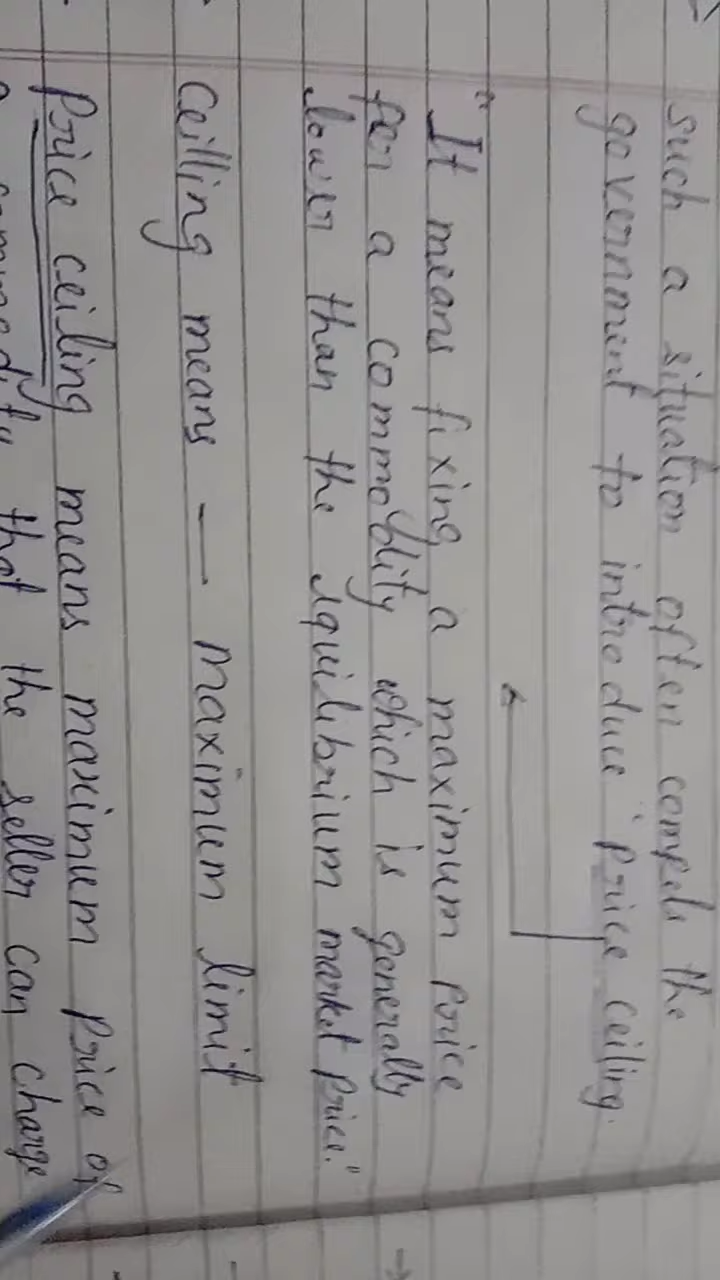 such a situation often compels the
government to introduce "Price ceiling.
"It means fixing a maximum Price
for a commodity which is generally
lower than the equilibrium market Price."
Ceilling means — maximum limit
Price ceiling means maximum Price of
commodity that the seller can charge